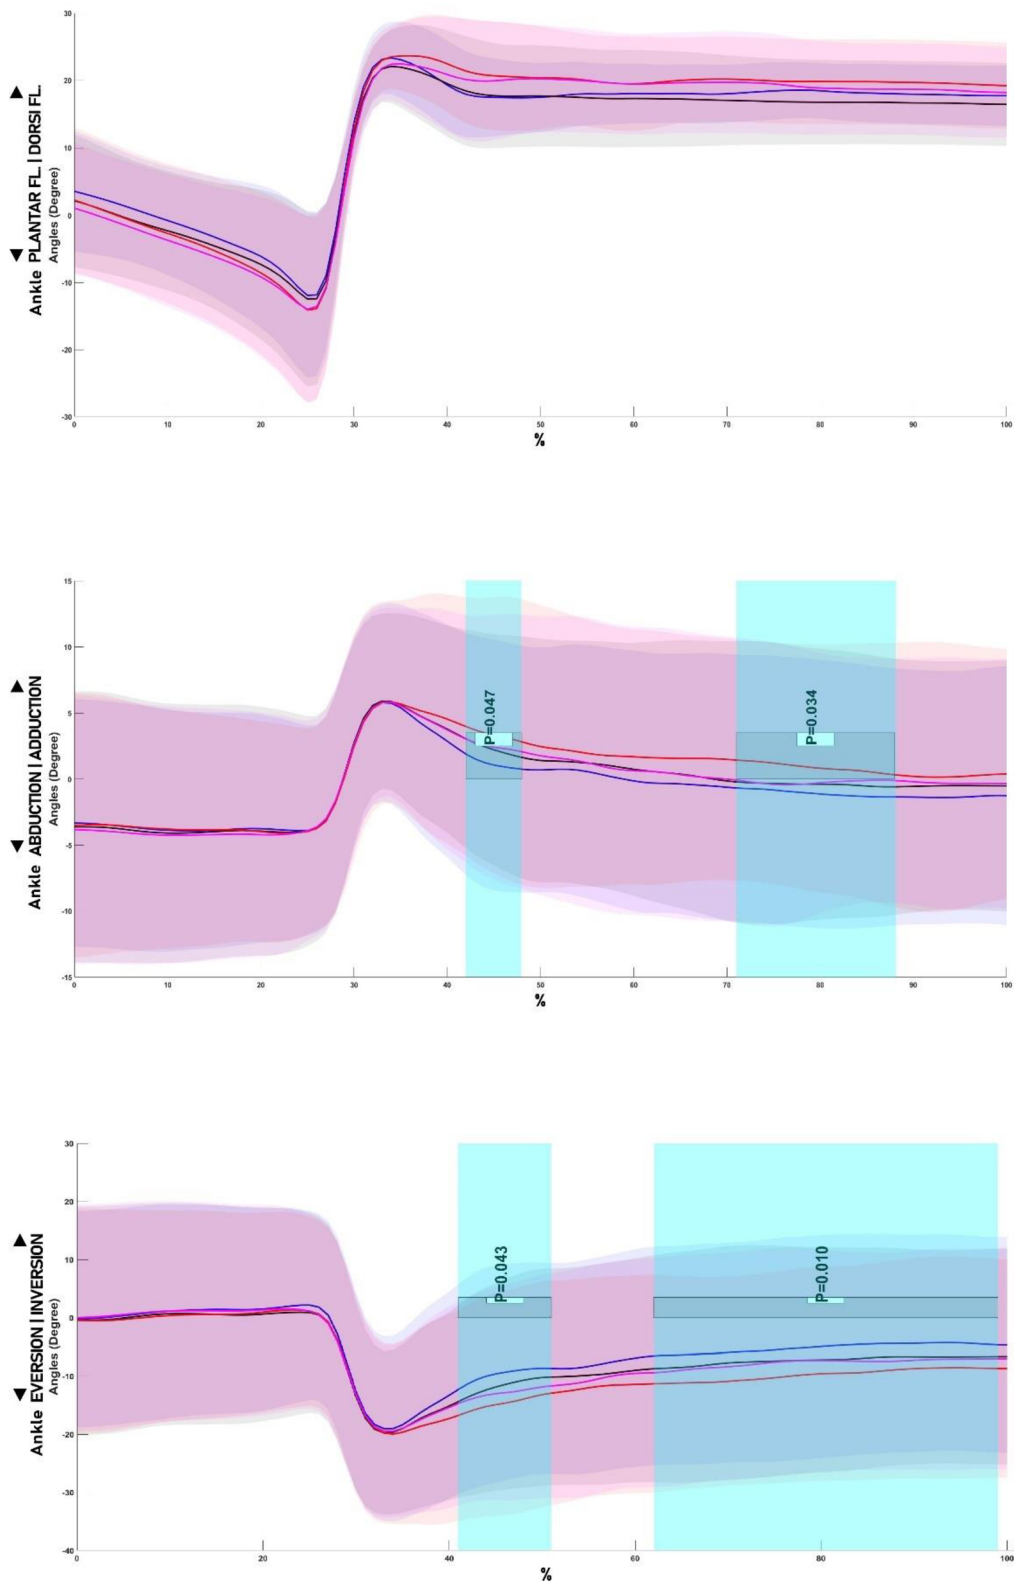 Ankle PLANTAR FL. | DORSI FL.
Angles (Degree)
30
20
10
0
-10
-20
-30
0 10 20 30 40 50 60 70 80 90 100
%
Ankle ABDUCTION | ADDUCTION
Angles (Degree)
15
10
5
0
-5
-10
-15
P=0.047
P=0.034
0 10 20 30 40 50 60 70 80 90 100
%
Ankle EVERSION | INVERSION
Angles (Degree)
30
20
10
0
-10
-20
-30
-40
P=0.043
P=0.010
0 20 40 60 80 100
%